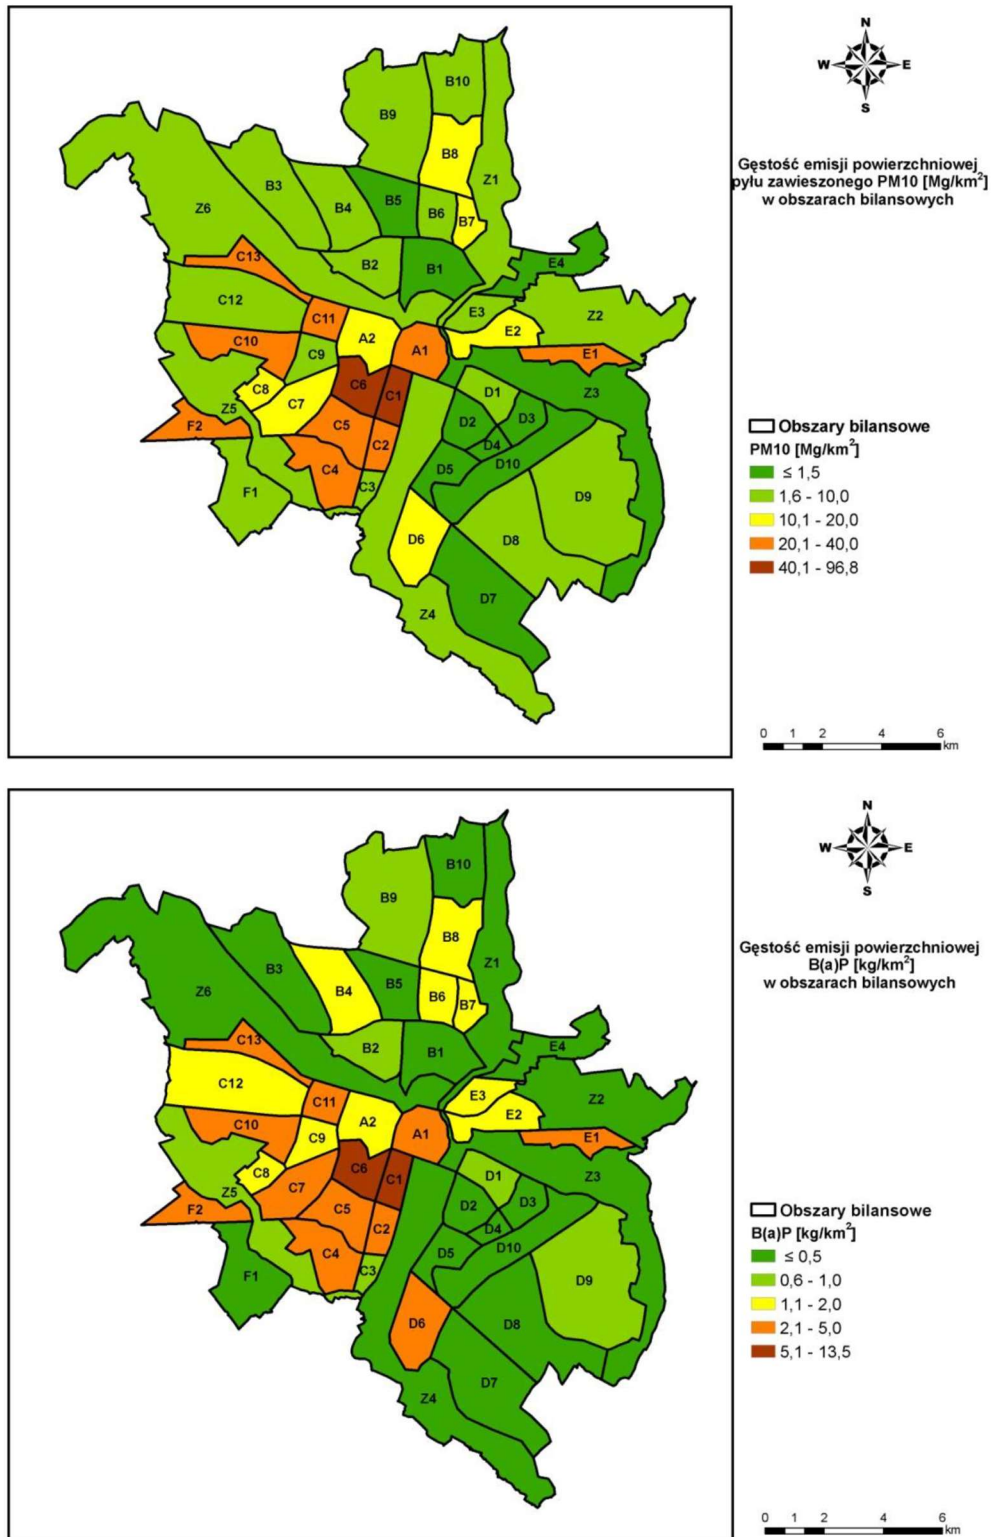 N
W E
S
Gęstość emisji powierzchniowej
pyłu zawieszonego PM10 [Mg/km²]
w obszarach bilansowych
B10
B9
B8
Z1
B3
B4
B5
B6
B7
Z6
B2
B1
E4
C13
C12
C11
A2
A1
E3
E2
Z2
C10
C9
E1
C8
C7
C6
C1
D1
Z3
Z5
F2
C5
C2
D2
D3
D4
C4
C3
D5
D10
F1
D9
D6
D8
Z4
D7
Obszary bilansowe
PM10 [Mg/km²]
≤ 1,5
1,6 - 10,0
10,1 - 20,0
20,1 - 40,0
40,1 - 96,8
0 1 2 4 6
km
N
W E
S
Gęstość emisji powierzchniowej
B(a)P [kg/km²]
w obszarach bilansowych
B10
B9
B8
Z1
B3
B4
B5
B6
B7
Z6
B2
B1
E4
C13
C12
C11
A2
A1
E3
E2
Z2
C10
C9
E1
C8
C7
C6
C1
D1
Z3
Z5
F2
C5
C2
D2
D3
D4
C4
C3
D5
D10
F1
D9
D6
D8
Z4
D7
Obszary bilansowe
B(a)P [kg/km²]
≤ 0,5
0,6 - 1,0
1,1 - 2,0
2,1 - 5,0
5,1 - 13,5
0 1 2 4 6
km